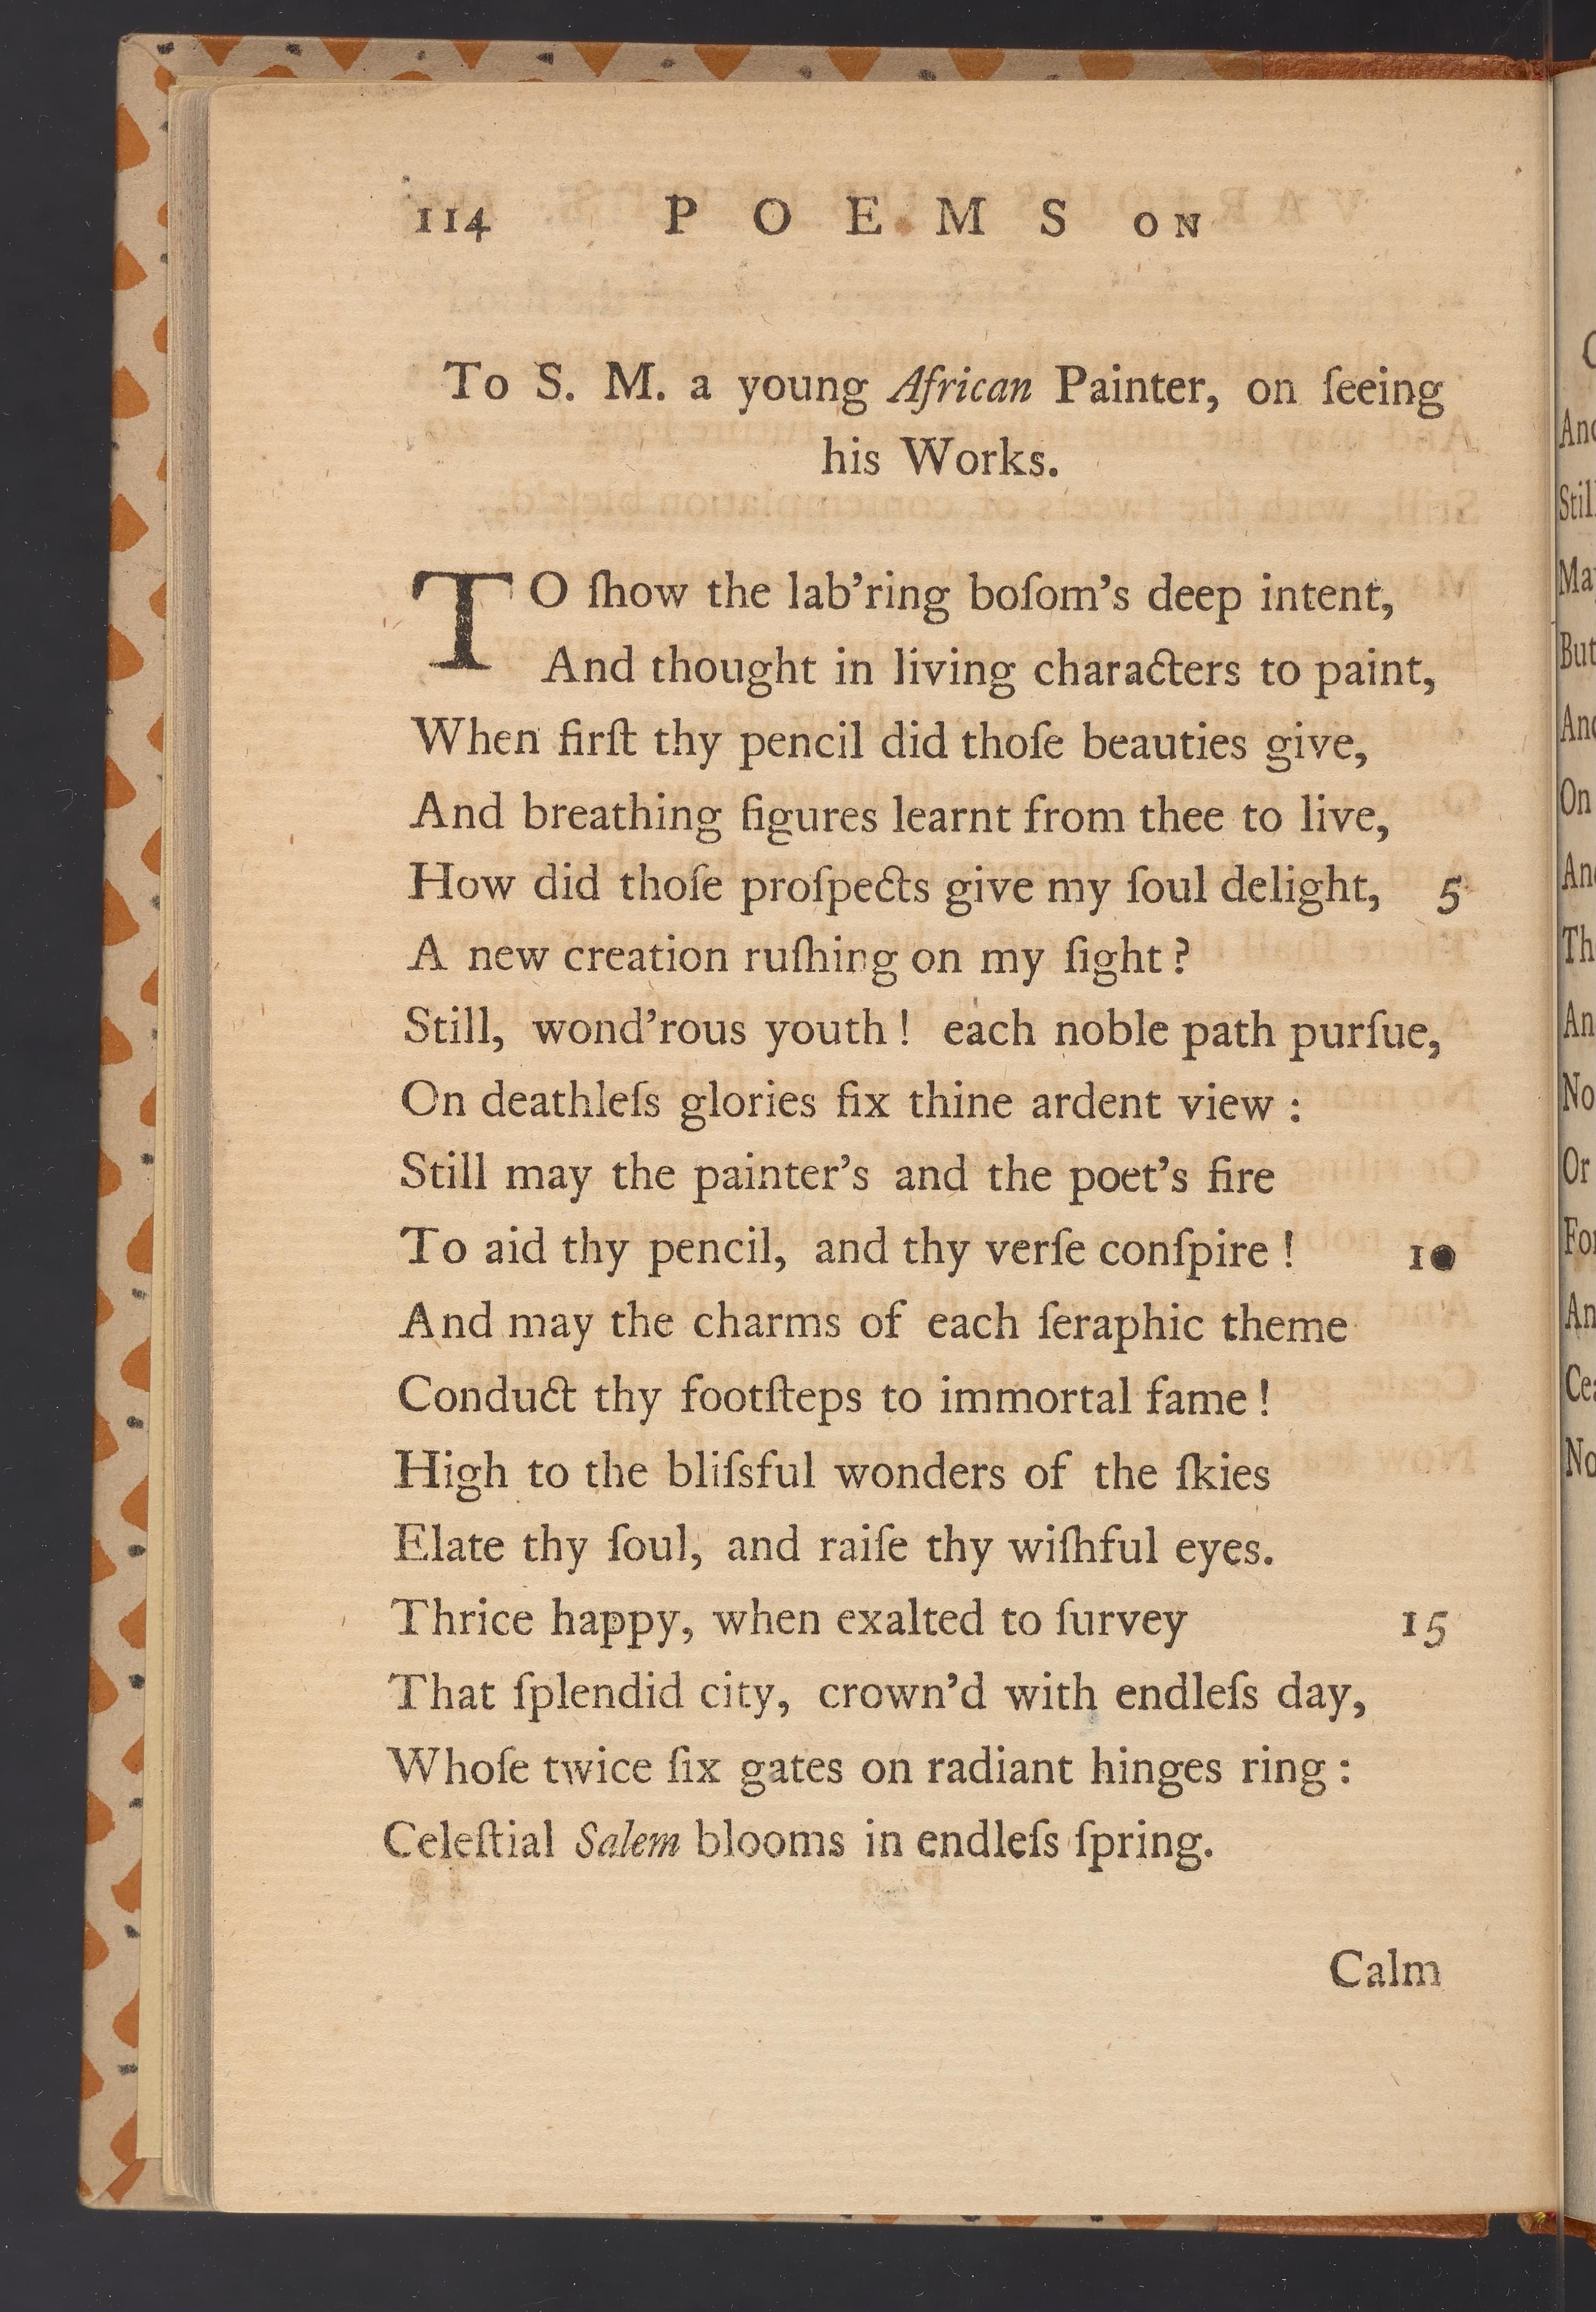 114 POEMS ON
To S. M. a young African Painter, on ſeeing
his Works.
TO ſhow the lab’ring boſom’s deep intent,
And thought in living characters to paint,
When firſt thy pencil did thoſe beauties give,
And breathing figures learnt from thee to live,
How did thoſe proſpects give my ſoul delight, 5
A new creation ruſhing on my ſight?
Still, wond’rous youth! each noble path purſue,
On deathleſs glories fix thine ardent view:
Still may the painter’s and the poet’s fire
To aid thy pencil, and thy verſe conſpire! 10
And may the charms of each ſeraphic theme
Conduct thy footſteps to immortal fame!
High to the bliſsful wonders of the ſkies
Elate thy ſoul, and raiſe thy wiſhful eyes.
Thrice happy, when exalted to ſurvey 15
That ſplendid city, crown’d with endleſs day,
Whoſe twice ſix gates on radiant hinges ring:
Celeſtial Salem blooms in endleſs ſpring.
Calm